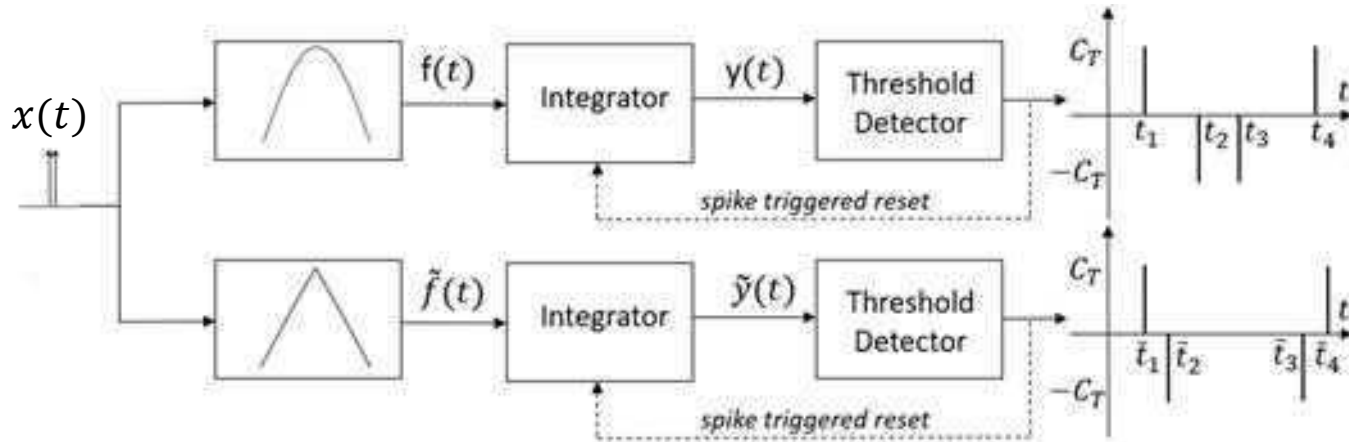 x(t)
f(t)
Integrator
y(t)
Threshold
Detector
spike triggered reset
C_T
-C_T
t
t_1
t_2
t_3
t_4
f̃(t)
Integrator
ỹ(t)
Threshold
Detector
spike triggered reset
C_T
-C_T
t
t̃_1
t̃_2
t̃_3
t̃_4